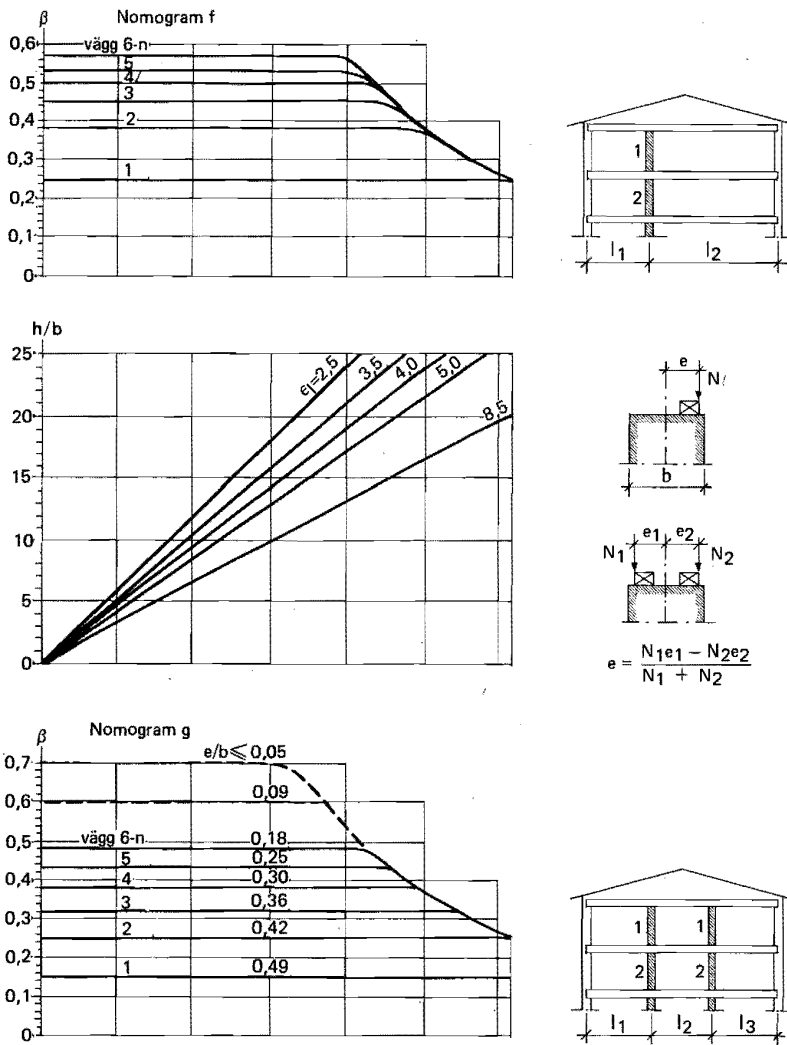 β
Nomogram f
0,6
0,5
0,4
0,3
0,2
0,1
0
vägg 6-n
5
4
3
2
1
1
2
l1
l2
h/b
25
20
15
10
5
0
el=2,5
3,5
4,0
5,0
8,5
e
N
b
e1
e2
N1
N2
e = N1e1 − N2e2
N1 + N2
β
Nomogram g
0,7
0,6
0,5
0,4
0,3
0,2
0,1
0
e/b ≤ 0,05
0,09
vägg 6-n 0,18
5 0,25
4 0,30
3 0,36
2 0,42
1 0,49
1 1
2 2
l1 l2 l3